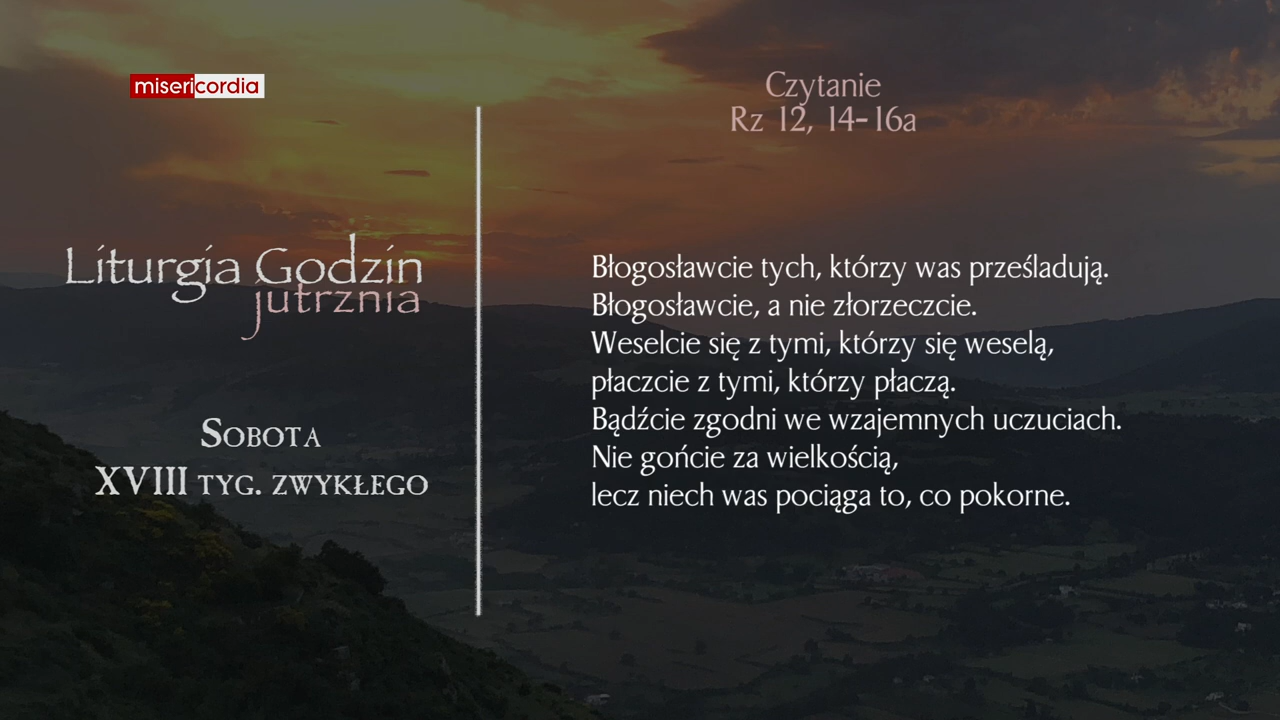 misericordia
Liturgia Godzin
jutrznia
Sobota
XVIII tyg. zwykłego
Czytanie
Rz 12, 14-16a
Błogosławcie tych, którzy was prześladują.
Błogosławcie, a nie złorzeczcie.
Weselcie się z tymi, którzy się weselą,
płaczcie z tymi, którzy płaczą.
Bądźcie zgodni we wzajemnych uczuciach.
Nie gońcie za wielkością,
lecz niech was pociąga to, co pokorne.